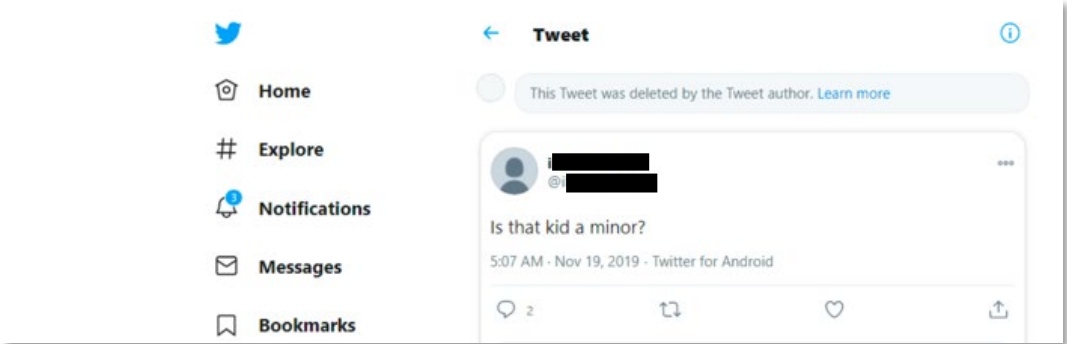 Tweet
This Tweet was deleted by the Tweet author. Learn more
Home
Explore
3
Notifications
Messages
Bookmarks
i
@i
Is that kid a minor?
5:07 AM · Nov 19, 2019 · Twitter for Android
2